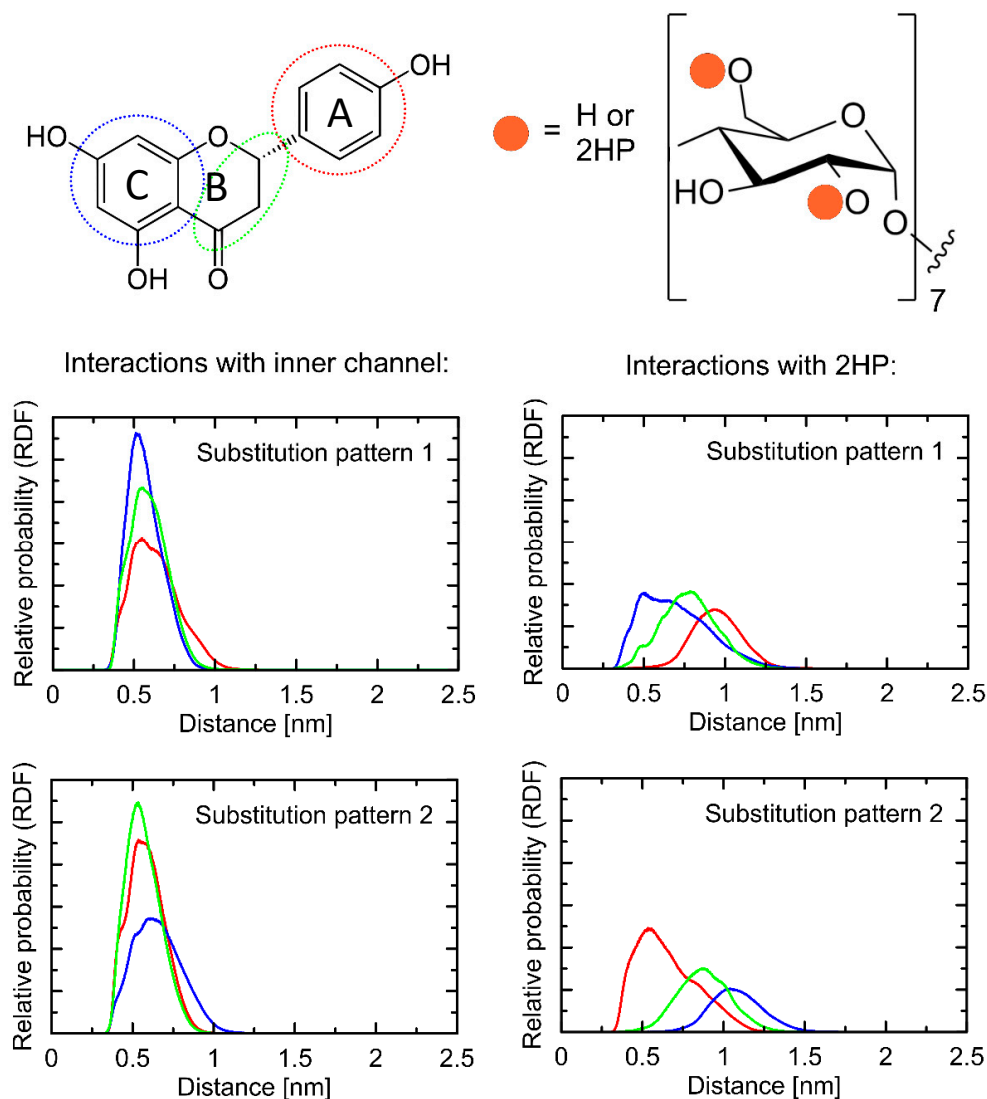 OH
A
HO
O
C
B
OH
O
= H or
2HP
O
O
HO
O
O
7
Interactions with inner channel:
Interactions with 2HP:
Relative probability (RDF)
Substitution pattern 1
0 0.5 1 1.5 2 2.5
Distance [nm]
Relative probability (RDF)
Substitution pattern 1
0 0.5 1 1.5 2 2.5
Distance [nm]
Relative probability (RDF)
Substitution pattern 2
0 0.5 1 1.5 2 2.5
Distance [nm]
Relative probability (RDF)
Substitution pattern 2
0 0.5 1 1.5 2 2.5
Distance [nm]